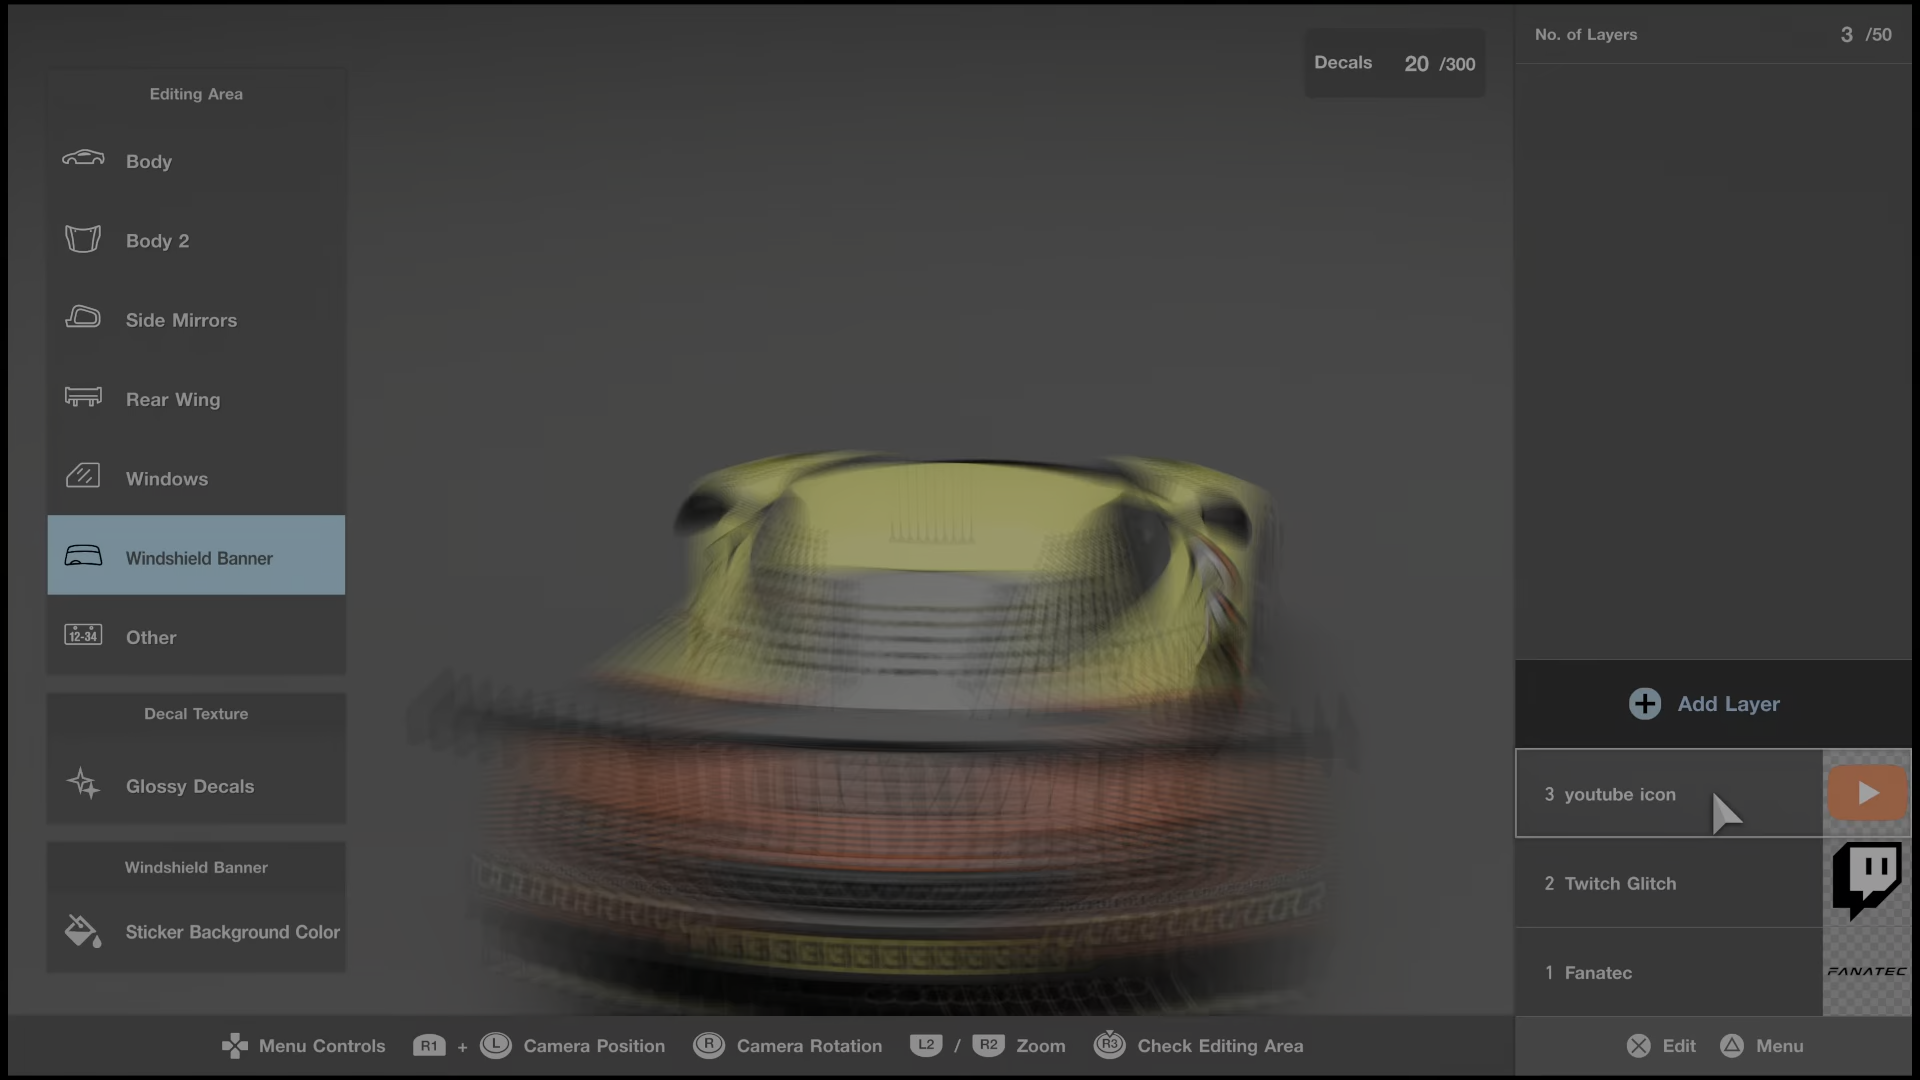 No. of Layers 3 /50
Decals 20 /300
Editing Area
Body
Body 2
Side Mirrors
Rear Wing
Windows
Windshield Banner
12-34 Other
Decal Texture
Glossy Decals
Windshield Banner
Sticker Background Color
Add Layer
3 youtube icon
2 Twitch Glitch
1 Fanatec FANATEC
Menu Controls R1 + L Camera Position R Camera Rotation L2 / R2 Zoom R3 Check Editing Area
Edit Menu